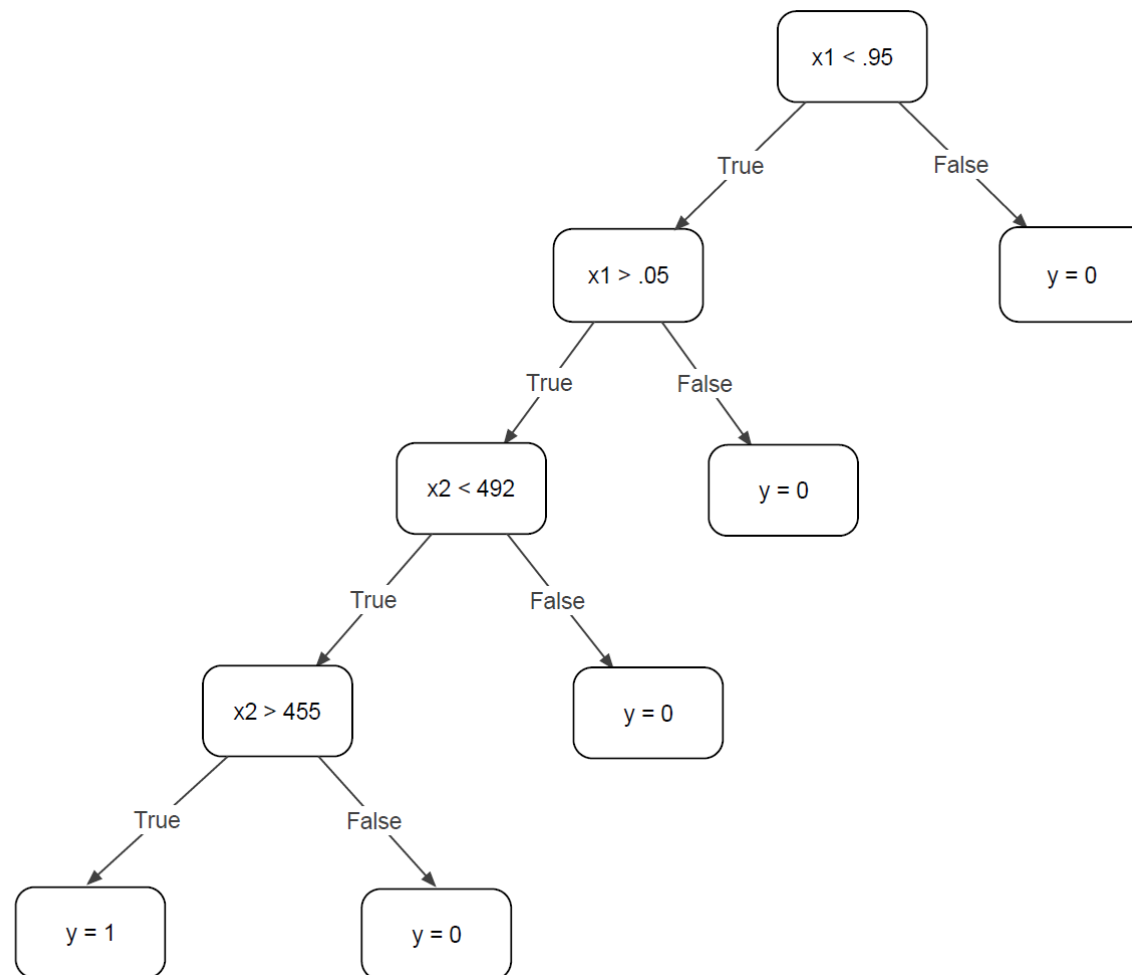 x1 < .95
True
False
x1 > .05
y = 0
True
False
x2 < 492
y = 0
True
False
x2 > 455
y = 0
True
False
y = 1
y = 0